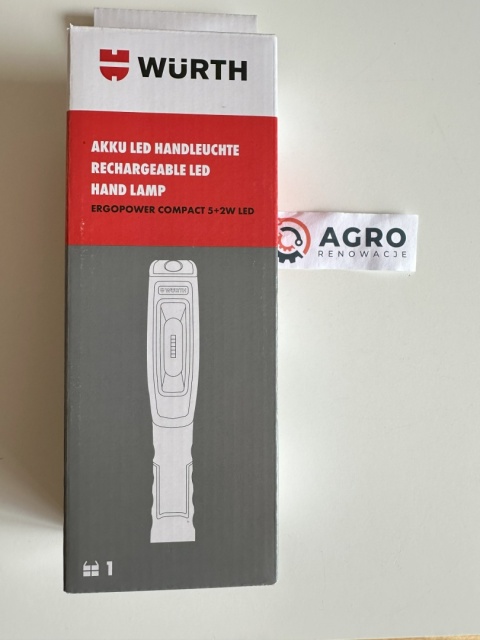 WÜRTH
AKKU LED HANDLEUCHTE
RECHARGEABLE LED
HAND LAMP
ERGOPOWER COMPACT 5+2W LED
AGRO
RENOWACJE
WÜRTH
1